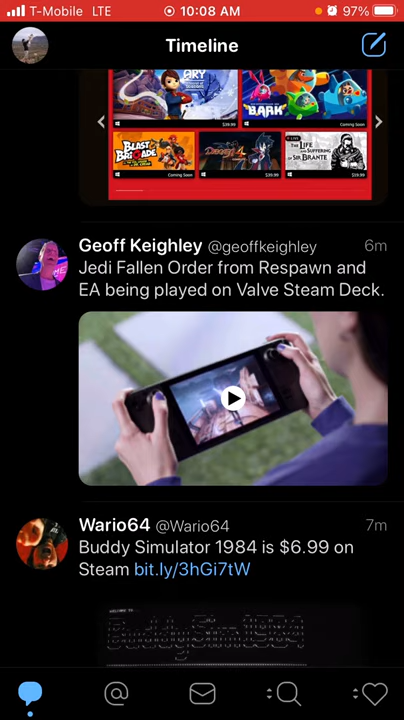 T-Mobile LTE 10:08 AM 97%
Timeline
ARY
BARK
$39.99
Coming Soon
BLAST BRIGADE
THE LIFE AND SUFFERING OF SIR BRANTE
Coming Soon
$39.99
$39.99
Geoff Keighley @geoffkeighley 6m
Jedi Fallen Order from Respawn and
EA being played on Valve Steam Deck.
Wario64 @Wario64 7m
Buddy Simulator 1984 is $6.99 on
Steam bit.ly/3hGi7tW
WELCOME TO
BuddySim1984